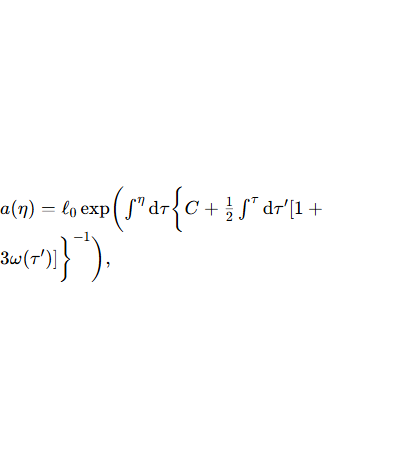 a(η) = ℓ₀ exp(∫^η dτ{C + ½ ∫^τ dτ′[1 +
3ω(τ′)]}⁻¹),